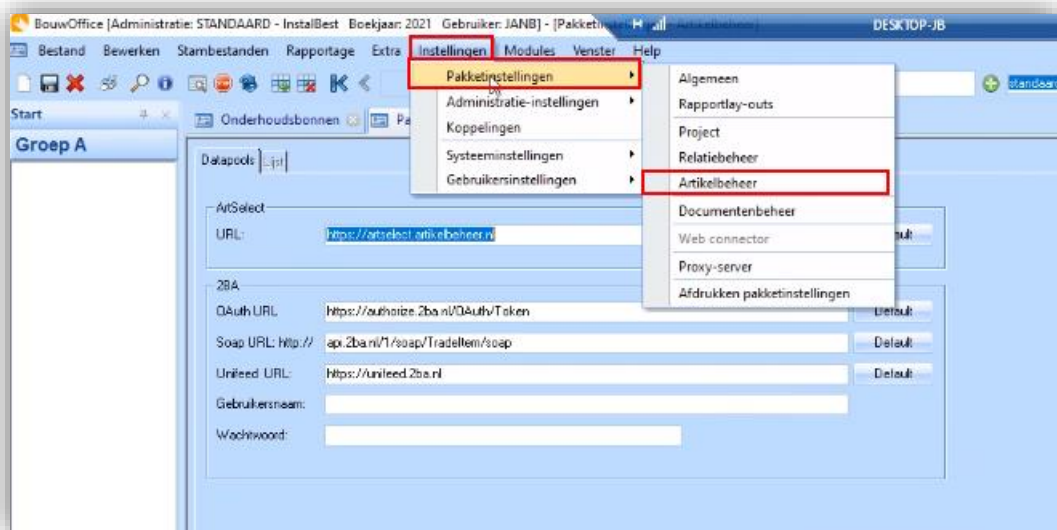 BouwOffice [Administratie: STANDAARD - InstalBest Boekjaar: 2021 Gebruiker: JANB] - [Pakketin
DESKTOP-JB
Bestand Bewerken Stambestanden Rapportage Extra Instellingen Modules Venster Help
Pakketinstellingen
Administratie-instellingen
Koppelingen
Systeeminstellingen
Gebruikersinstellingen
Algemeen
Rapportlay-outs
Project
Relatiebeheer
Artikelbeheer
Documentenbeheer
Web connector
Proxy-server
Afdrukken pakketinstellingen
standaard
Start
Groep A
Onderhoudsbonnen
Pa
Datapools Lijst
ArtSelect
URL: https://artselect.artikelbeheer.nl
2BA
OAuth URL https://authorize.2ba.nl/OAuth/Token Default
Soap URL: http:// api.2ba.nl/1/soap/TradeItem/soap Default
Unifeed URL: https://unifeed.2ba.nl Default
Gebruikersnaam:
Wachtwoord: